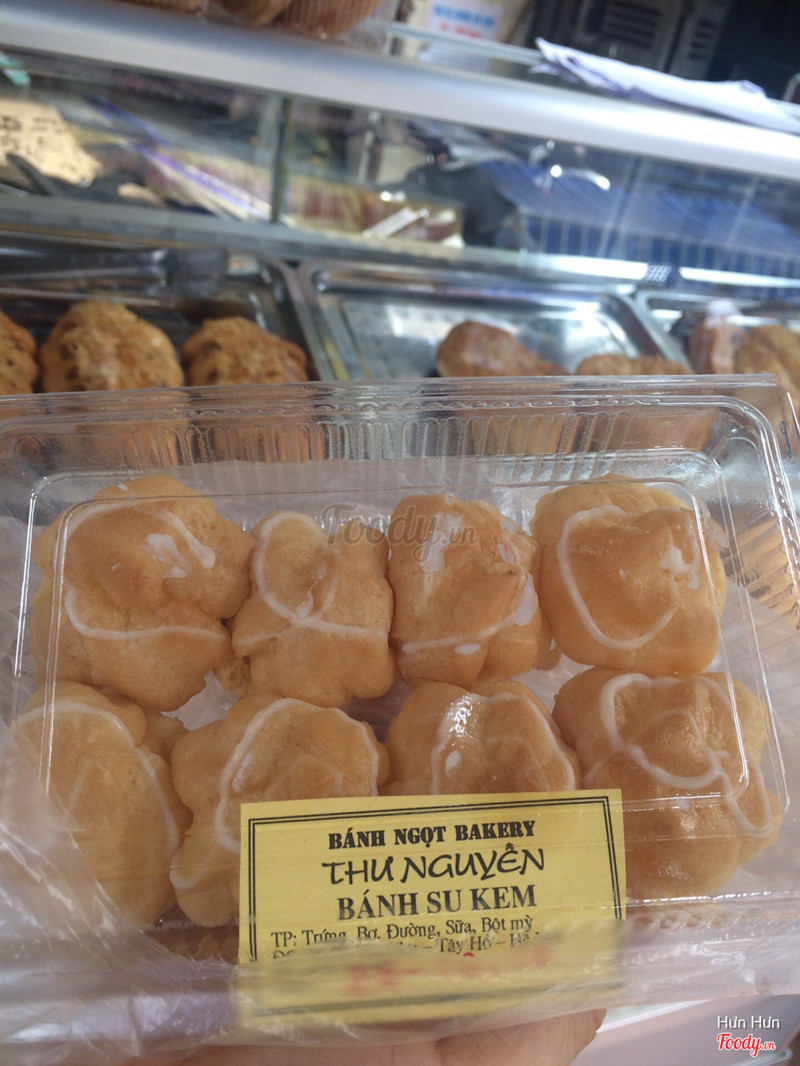 Foody.vn
BÁNH NGỌT BAKERY
THƯ NGUYÊN
BÁNH SU KEM
TP: Trứng, Bơ, Đường, Sữa, Bột mỳ
– Tây Hồ –
Hưn Hưn
Foody.vn